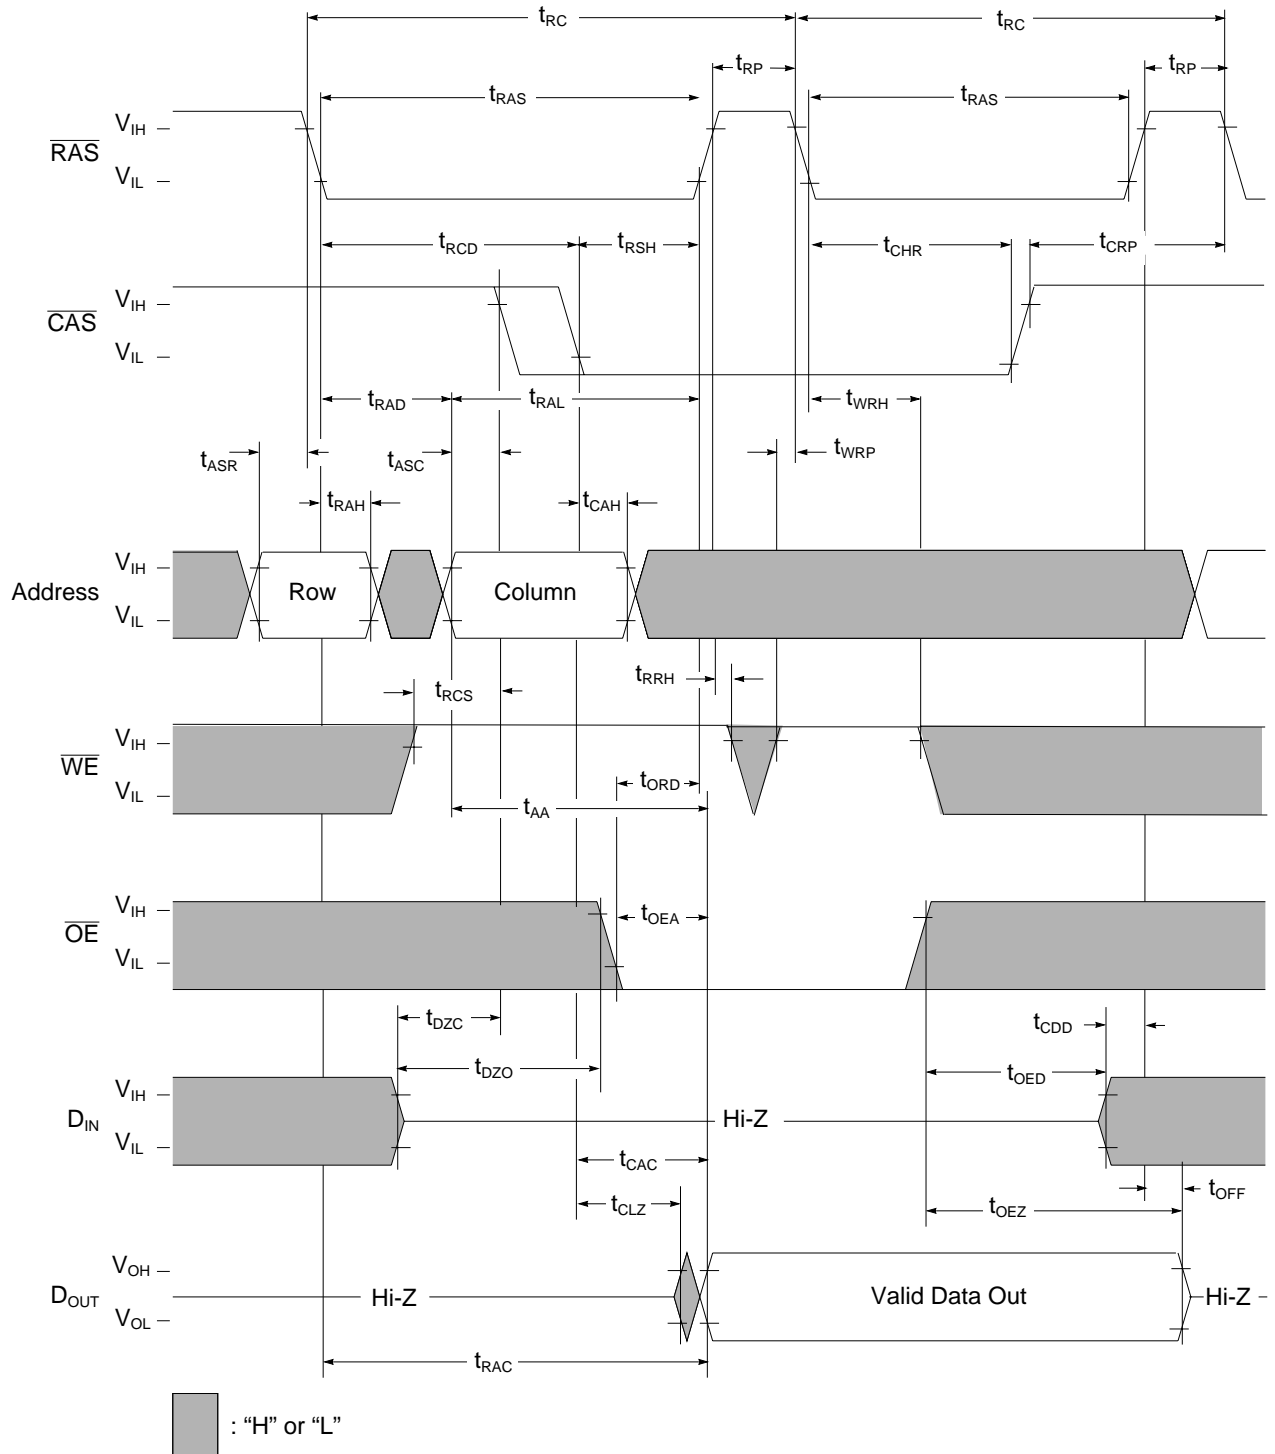 tRC tRC
tRP tRP
tRAS tRAS
RAS VIH
VIL
tRCD tRSH tCHR tCRP
CAS VIH
VIL
tRAD tRAL tWRH
tASR tASC tWRP
tRAH tCAH
Address VIH
Row Column
VIL
tRRH
tRCS
WE VIH
VIL
tORD
tAA
OE VIH
tOEA
VIL
tDZC tCDD
tDZO tOED
DIN VIH
Hi-Z
VIL
tCAC
tCLZ tOEZ tOFF
DOUT VOH
Hi-Z Valid Data Out Hi-Z
VOL
tRAC
: “H” or “L”